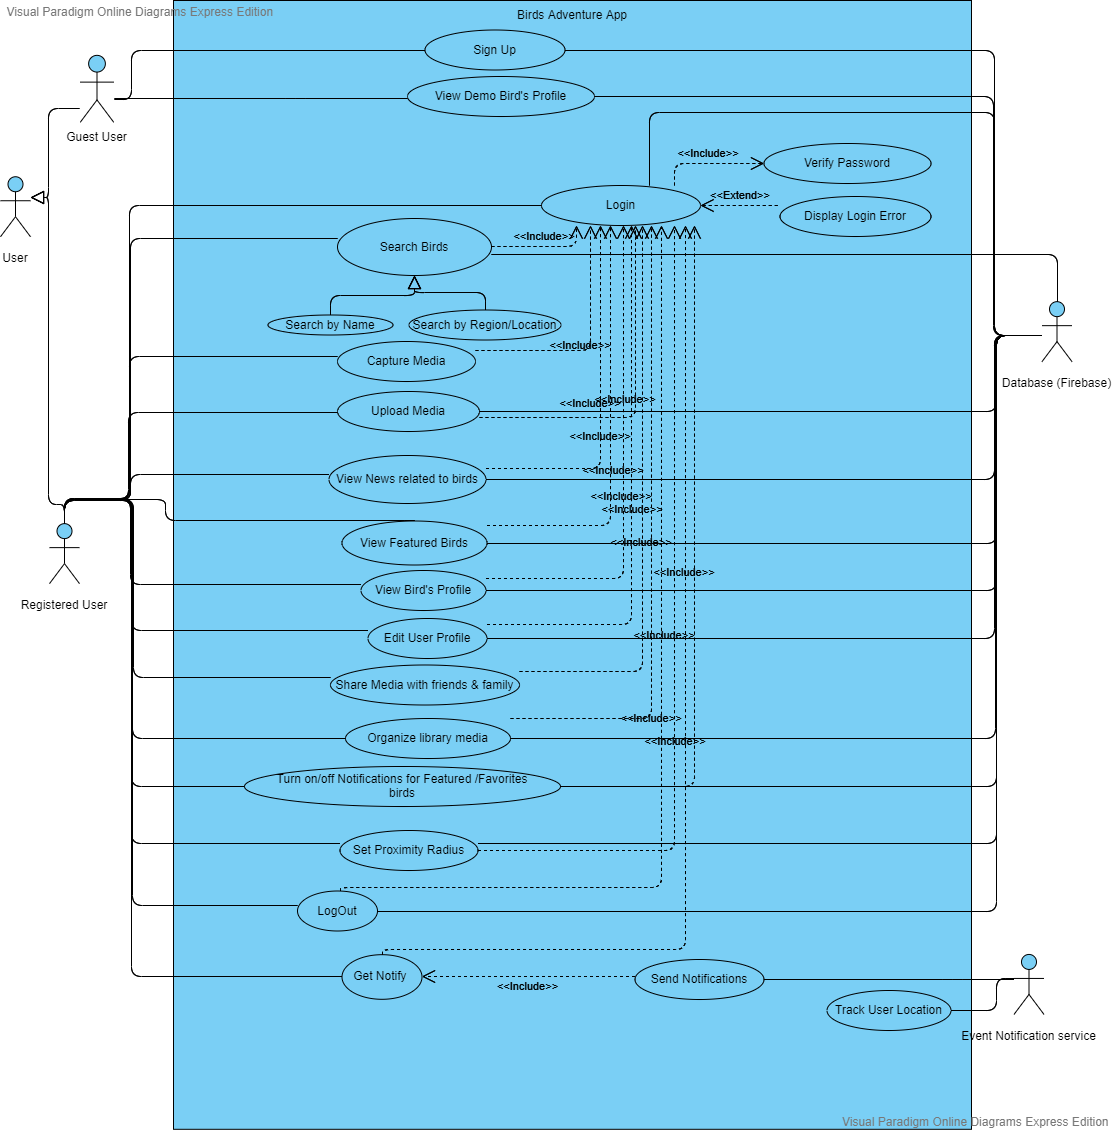 Visual Paradigm Online Diagrams Express Edition
Birds Adventure App
Sign Up
View Demo Bird's Profile
Guest User
<<Include>>
Verify Password
<<Extend>>
Login
Display Login Error
User
<<Include>>
Search Birds
Search by Name
Search by Region/Location
<<Include>>
Capture Media
Database (Firebase)
<<Include>>
<<Include>>
Upload Media
<<Include>>
<<Include>>
View News related to birds
<<Include>>
<<Include>>
View Featured Birds
<<Include>>
<<Include>>
View Bird's Profile
Registered User
Edit User Profile
<<Include>>
Share Media with friends & family
<<Include>>
Organize library media
<<Include>>
Turn on/off Notifications for Featured /Favorites
birds
Set Proximity Radius
LogOut
Get Notify
Send Notifications
<<Include>>
Track User Location
Event Notification service
Visual Paradigm Online Diagrams Express Edition